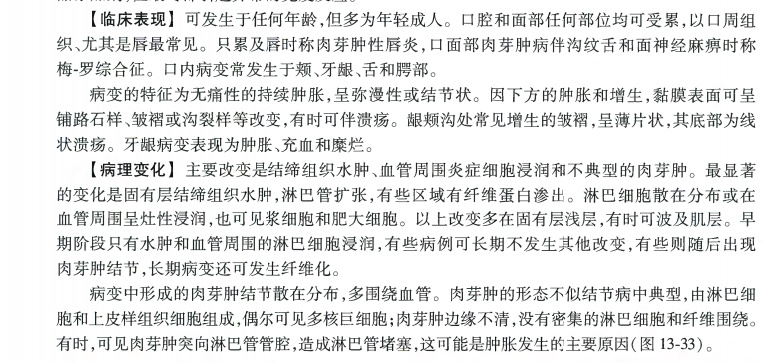 【临床表现】可发生于任何年龄,但多为年轻成人。口腔和面部任何部位均可受累,以口周组
织、尤其是唇最常见。只累及唇时称肉芽肿性唇炎,口面部肉芽肿病伴沟纹舌和面神经麻痹时称
梅-罗综合征。口内病变常发生于颊、牙龈、舌和腭部。
病变的特征为无痛性的持续肿胀,呈弥漫性或结节状。因下方的肿胀和增生,黏膜表面可呈
铺路石样、皱褶或沟裂样等改变,有时可伴溃疡。龈颊沟处常见增生的皱褶,呈薄片状,其底部为线
状溃疡。牙龈病变表现为肿胀、充血和糜烂。
【病理变化】主要改变是结缔组织水肿、血管周围炎症细胞浸润和不典型的肉芽肿。最显著
的变化是固有层结缔组织水肿,淋巴管扩张,有些区域有纤维蛋白渗出。淋巴细胞散在分布或在
血管周围呈灶性浸润,也可见浆细胞和肥大细胞。以上改变多在固有层浅层,有时可波及肌层。早
期阶段只有水肿和血管周围的淋巴细胞浸润,有些病例可长期不发生其他改变,有些则随后出现
肉芽肿结节,长期病变还可发生纤维化。
病变中形成的肉芽肿结节散在分布,多围绕血管。肉芽肿的形态不似结节病中典型,由淋巴细
胞和上皮样组织细胞组成,偶尔可见多核巨细胞;肉芽肿边缘不清,没有密集的淋巴细胞和纤维围绕。
有时,可见肉芽肿突向淋巴管管腔,造成淋巴管堵塞,这可能是肿胀发生的主要原因(图 13-33)。